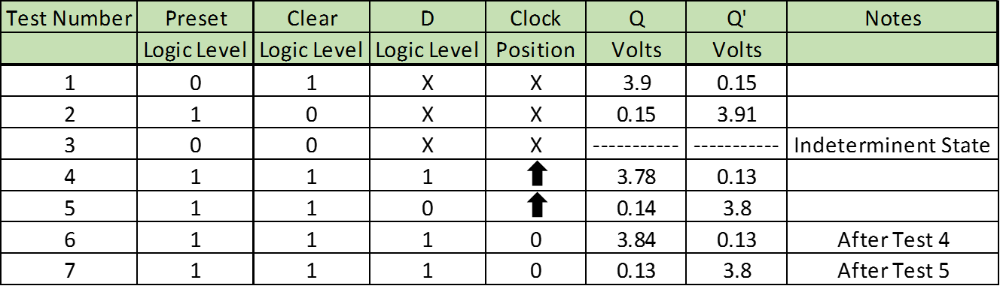 Test Number Preset Clear D Clock Q Q' Notes
Logic Level Logic Level Logic Level Position Volts Volts
1 0 1 X X 3.9 0.15
2 1 0 X X 0.15 3.91
3 0 0 X X ----------- ----------- Indeterminent State
4 1 1 1 ⬆ 3.78 0.13
5 1 1 0 ⬆ 0.14 3.8
6 1 1 1 0 3.84 0.13 After Test 4
7 1 1 1 0 0.13 3.8 After Test 5